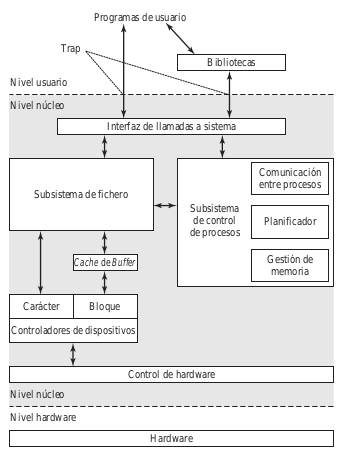 Programas de usuario
Trap
Bibliotecas
Nivel usuario
Nivel núcleo
Interfaz de llamadas a sistema
Subsistema de fichero
Subsistema
de control
de procesos
Comunicación
entre procesos
Planificador
Gestión de
memoria
Cache de Buffer
Carácter
Bloque
Controladores de dispositivos
Control de hardware
Nivel núcleo
Nivel hardware
Hardware